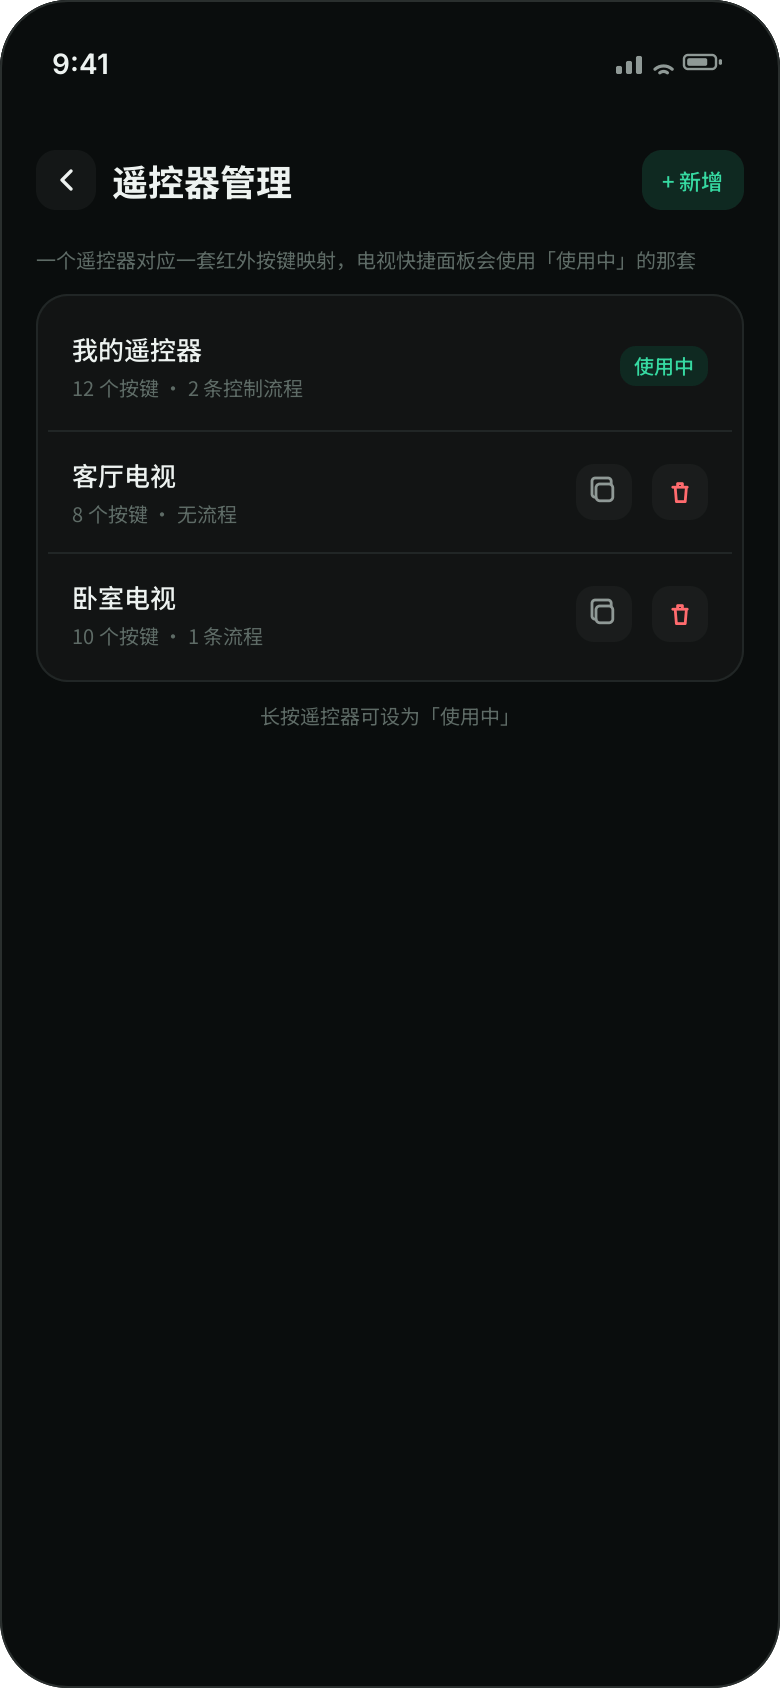 9:41
遥控器管理
+ 新增
一个遥控器对应一套红外按键映射，电视快捷面板会使用「使用中」的那套
我的遥控器
12 个按键 · 2 条控制流程
使用中
客厅电视
8 个按键 · 无流程
卧室电视
10 个按键 · 1 条流程
长按遥控器可设为「使用中」